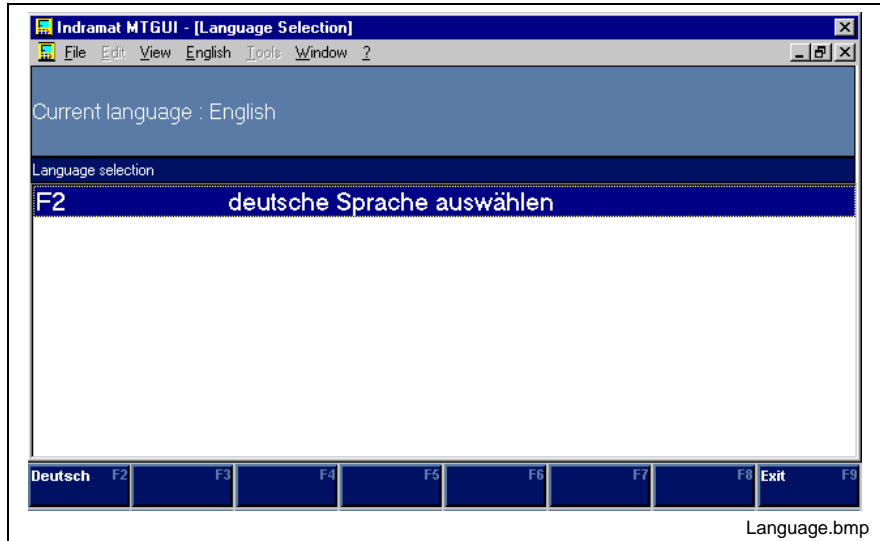 Indramat MTGUI - [Language Selection]
File Edit View English Tools Window ?
Current language : English
Language selection
F2 deutsche Sprache auswählen
Deutsch F2 F3 F4 F5 F6 F7 F8 Exit F9
Language.bmp